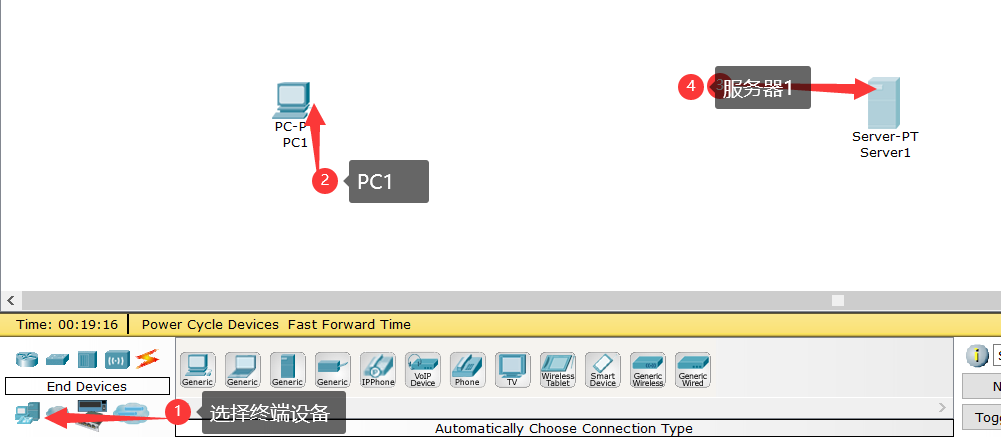 4
3
服务器1
PC-P
PC1
Server-PT
Server1
2
PC1
Time: 00:19:16
Power Cycle Devices Fast Forward Time
End Devices
Generic
Generic
Generic
Generic
IPPhone
VoIP
Device
Phone
TV
Wireless
Tablet
Smart
Device
Generic
Wireless
Generic
Wired
i
S
N
1
选择终端设备
Togg
Automatically Choose Connection Type